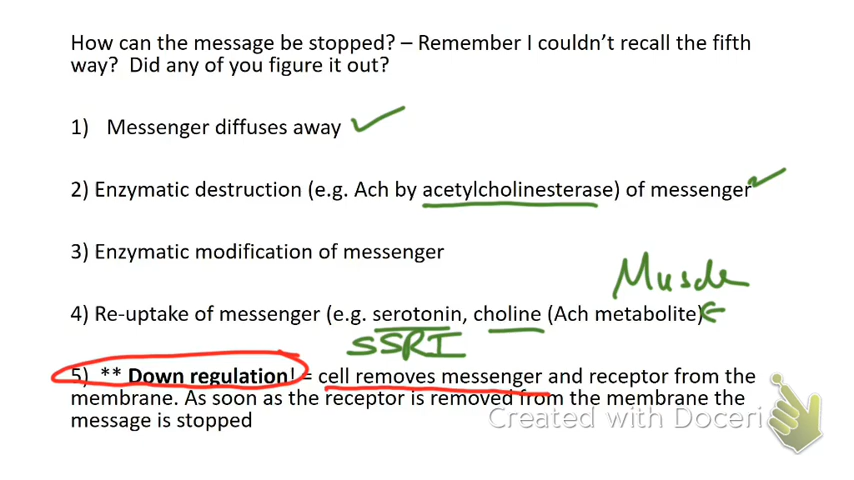 How can the message be stopped? – Remember I couldn't recall the fifth
way?  Did any of you figure it out?
1)   Messenger diffuses away
2) Enzymatic destruction (e.g. Ach by acetylcholinesterase) of messenger
3) Enzymatic modification of messenger
Muscle
4) Re-uptake of messenger (e.g. serotonin, choline (Ach metabolite)
SSRI
5)  ** Down regulation! = cell removes messenger and receptor from the
membrane. As soon as the receptor is removed from the membrane the
message is stopped
Created with Doceri